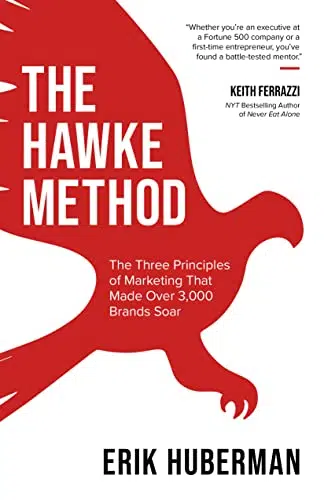 “Whether you’re an executive at
a Fortune 500 company or a
first-time entrepreneur, you’ve
found a battle-tested mentor.”
KEITH FERRAZZI
NYT Bestselling Author
of Never Eat Alone
THE
HAWKE
METHOD
The Three Principles
of Marketing That
Made Over 3,000
Brands Soar
ERIK HUBERMAN